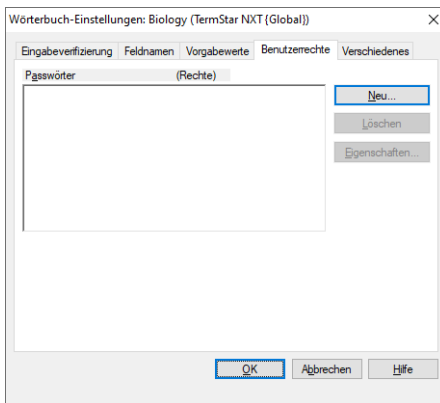 Wörterbuch-Einstellungen: Biology (TermStar NXT {Global})
Eingabeverifizierung Feldnamen Vorgabewerte Benutzerrechte Verschiedenes
Passwörter (Rechte)
Neu...
Löschen
Eigenschaften...
OK Abbrechen Hilfe